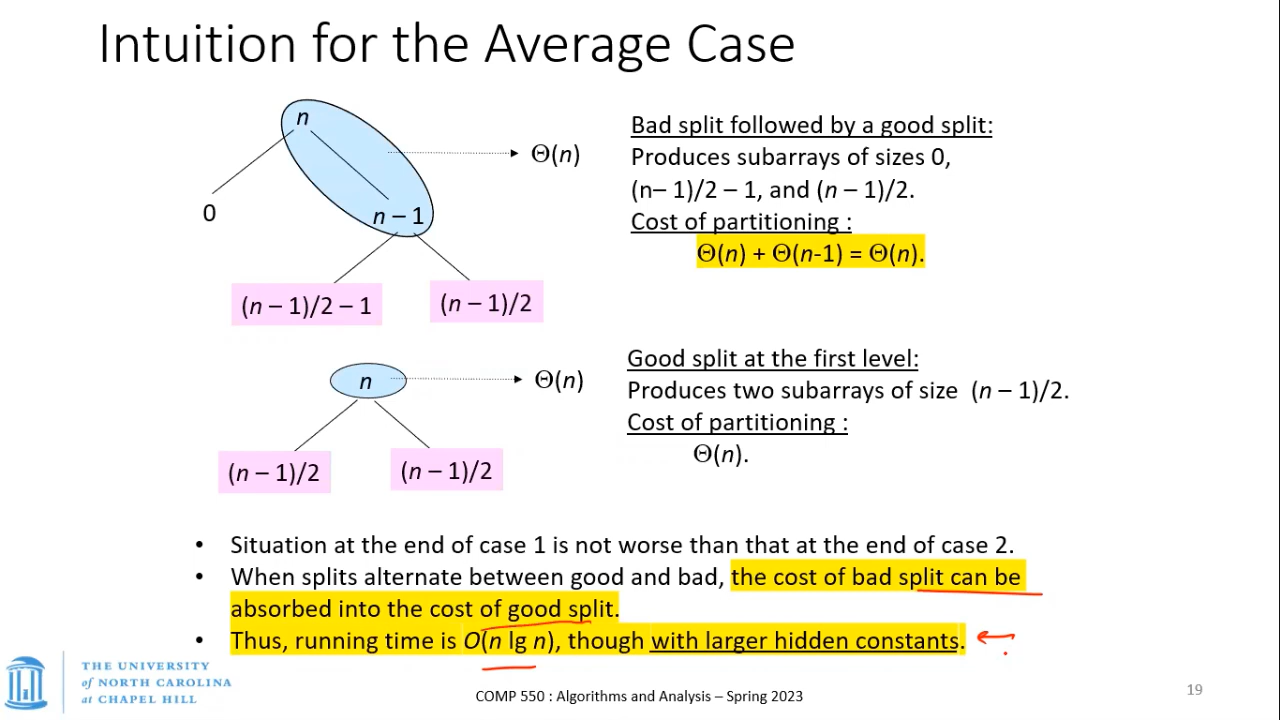 Intuition for the Average Case
n
Θ(n)
0
n – 1
(n – 1)/2 – 1
(n – 1)/2
Bad split followed by a good split:
Produces subarrays of sizes 0,
(n– 1)/2 – 1, and (n – 1)/2.
Cost of partitioning :
Θ(n) + Θ(n-1) = Θ(n).
n
Θ(n)
(n – 1)/2
(n – 1)/2
Good split at the first level:
Produces two subarrays of size (n – 1)/2.
Cost of partitioning :
Θ(n).
• Situation at the end of case 1 is not worse than that at the end of case 2.
• When splits alternate between good and bad, the cost of bad split can be
absorbed into the cost of good split.
• Thus, running time is O(n lg n), though with larger hidden constants.
THE UNIVERSITY
of NORTH CAROLINA
at CHAPEL HILL
COMP 550 : Algorithms and Analysis – Spring 2023
19